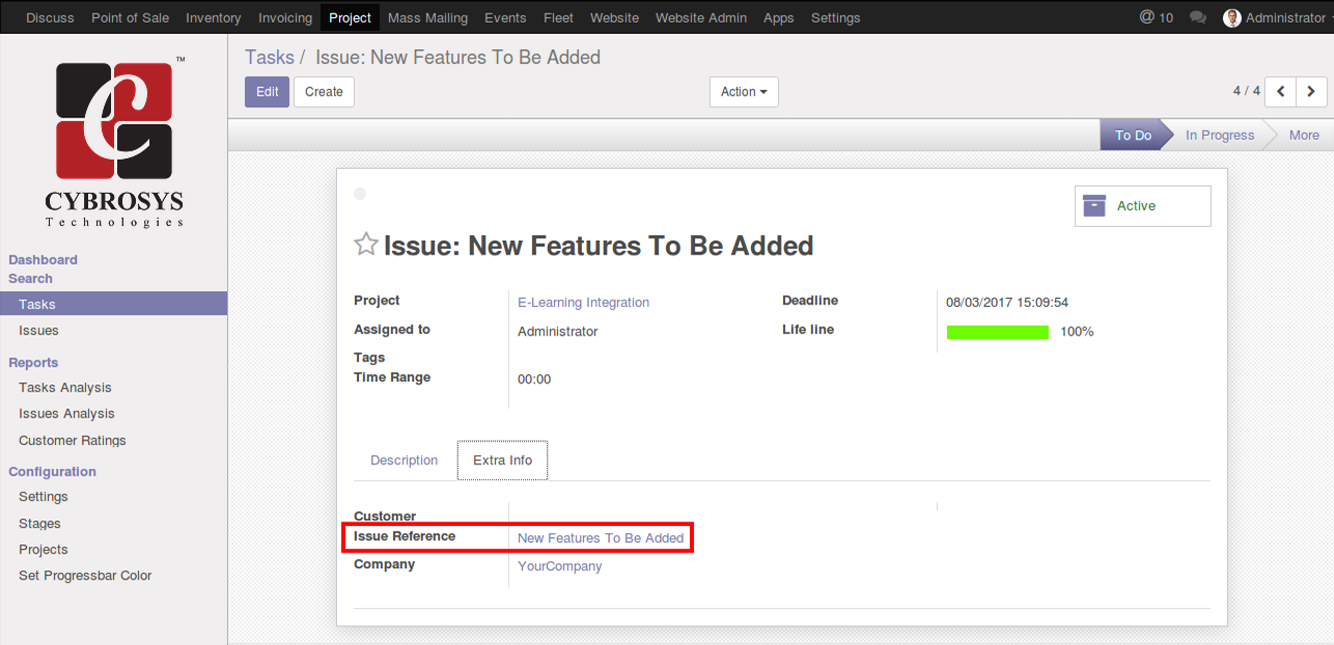 Discuss Point of Sale Inventory Invoicing Project Mass Mailing Events Fleet Website Website Admin Apps Settings @ 10 Administrator
TM
CYBROSYS
Technologies
Dashboard
Search
Tasks
Issues
Reports
Tasks Analysis
Issues Analysis
Customer Ratings
Configuration
Settings
Stages
Projects
Set Progressbar Color
Tasks / Issue: New Features To Be Added
Edit Create Action 4 / 4
To Do In Progress More
Active
Issue: New Features To Be Added
Project E-Learning Integration Deadline 08/03/2017 15:09:54
Assigned to Administrator Life line 100%
Tags
Time Range 00:00
Description Extra Info
Customer
Issue Reference New Features To Be Added
Company YourCompany